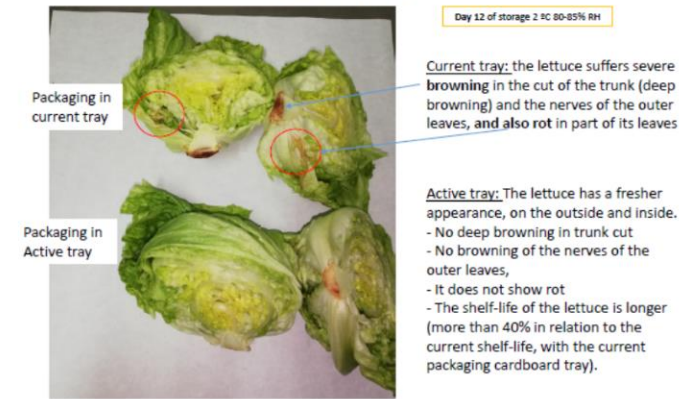 Day 12 of storage 2 ºC 80-85% RH
Packaging in
current tray
Current tray: the lettuce suffers severe
browning in the cut of the trunk (deep
browning) and the nerves of the outer
leaves, and also rot in part of its leaves
Packaging in
Active tray
Active tray: The lettuce has a fresher
appearance, on the outside and inside.
- No deep browning in trunk cut
- No browning of the nerves of the
outer leaves,
- It does not show rot
- The shelf-life of the lettuce is longer
(more than 40% in relation to the
current shelf-life, with the current
packaging cardboard tray).